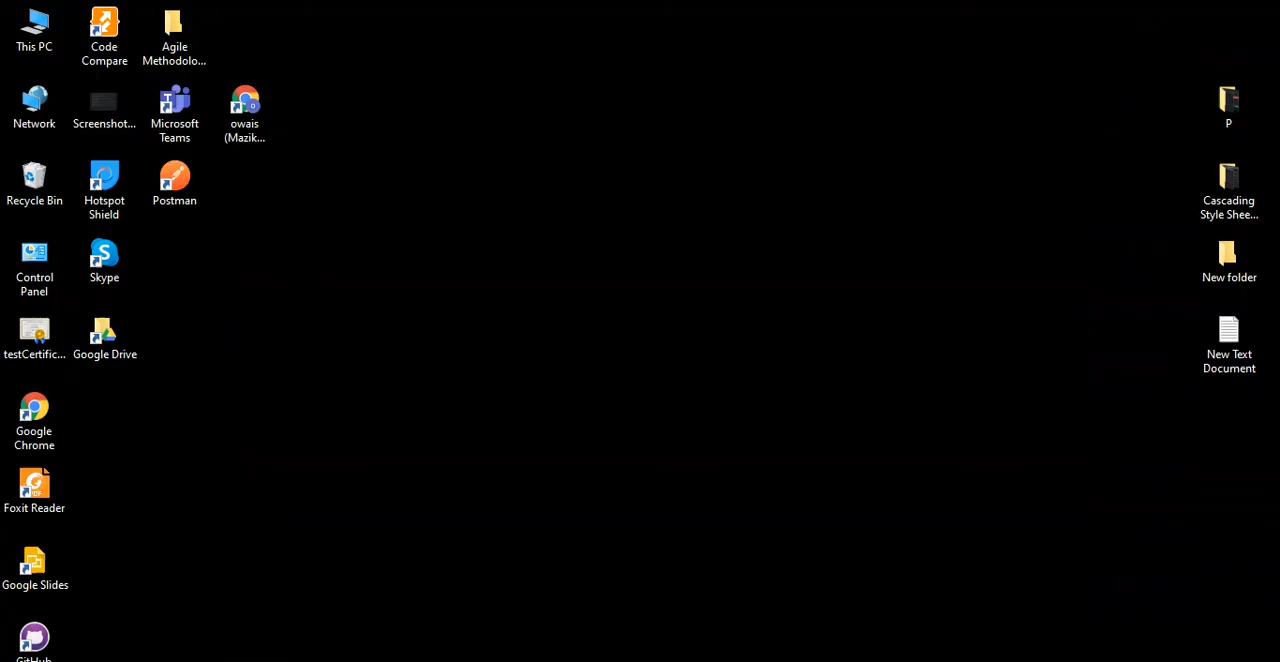 This PC
Code
Compare
Agile
Methodolo...
Network
Screenshot...
Microsoft
Teams
owais
(Mazik...
P
Recycle Bin
Hotspot
Shield
Postman
Cascading
Style Shee...
Control
Panel
Skype
New folder
testCertific...
Google Drive
New Text
Document
Google
Chrome
Foxit Reader
Google Slides
GitHub